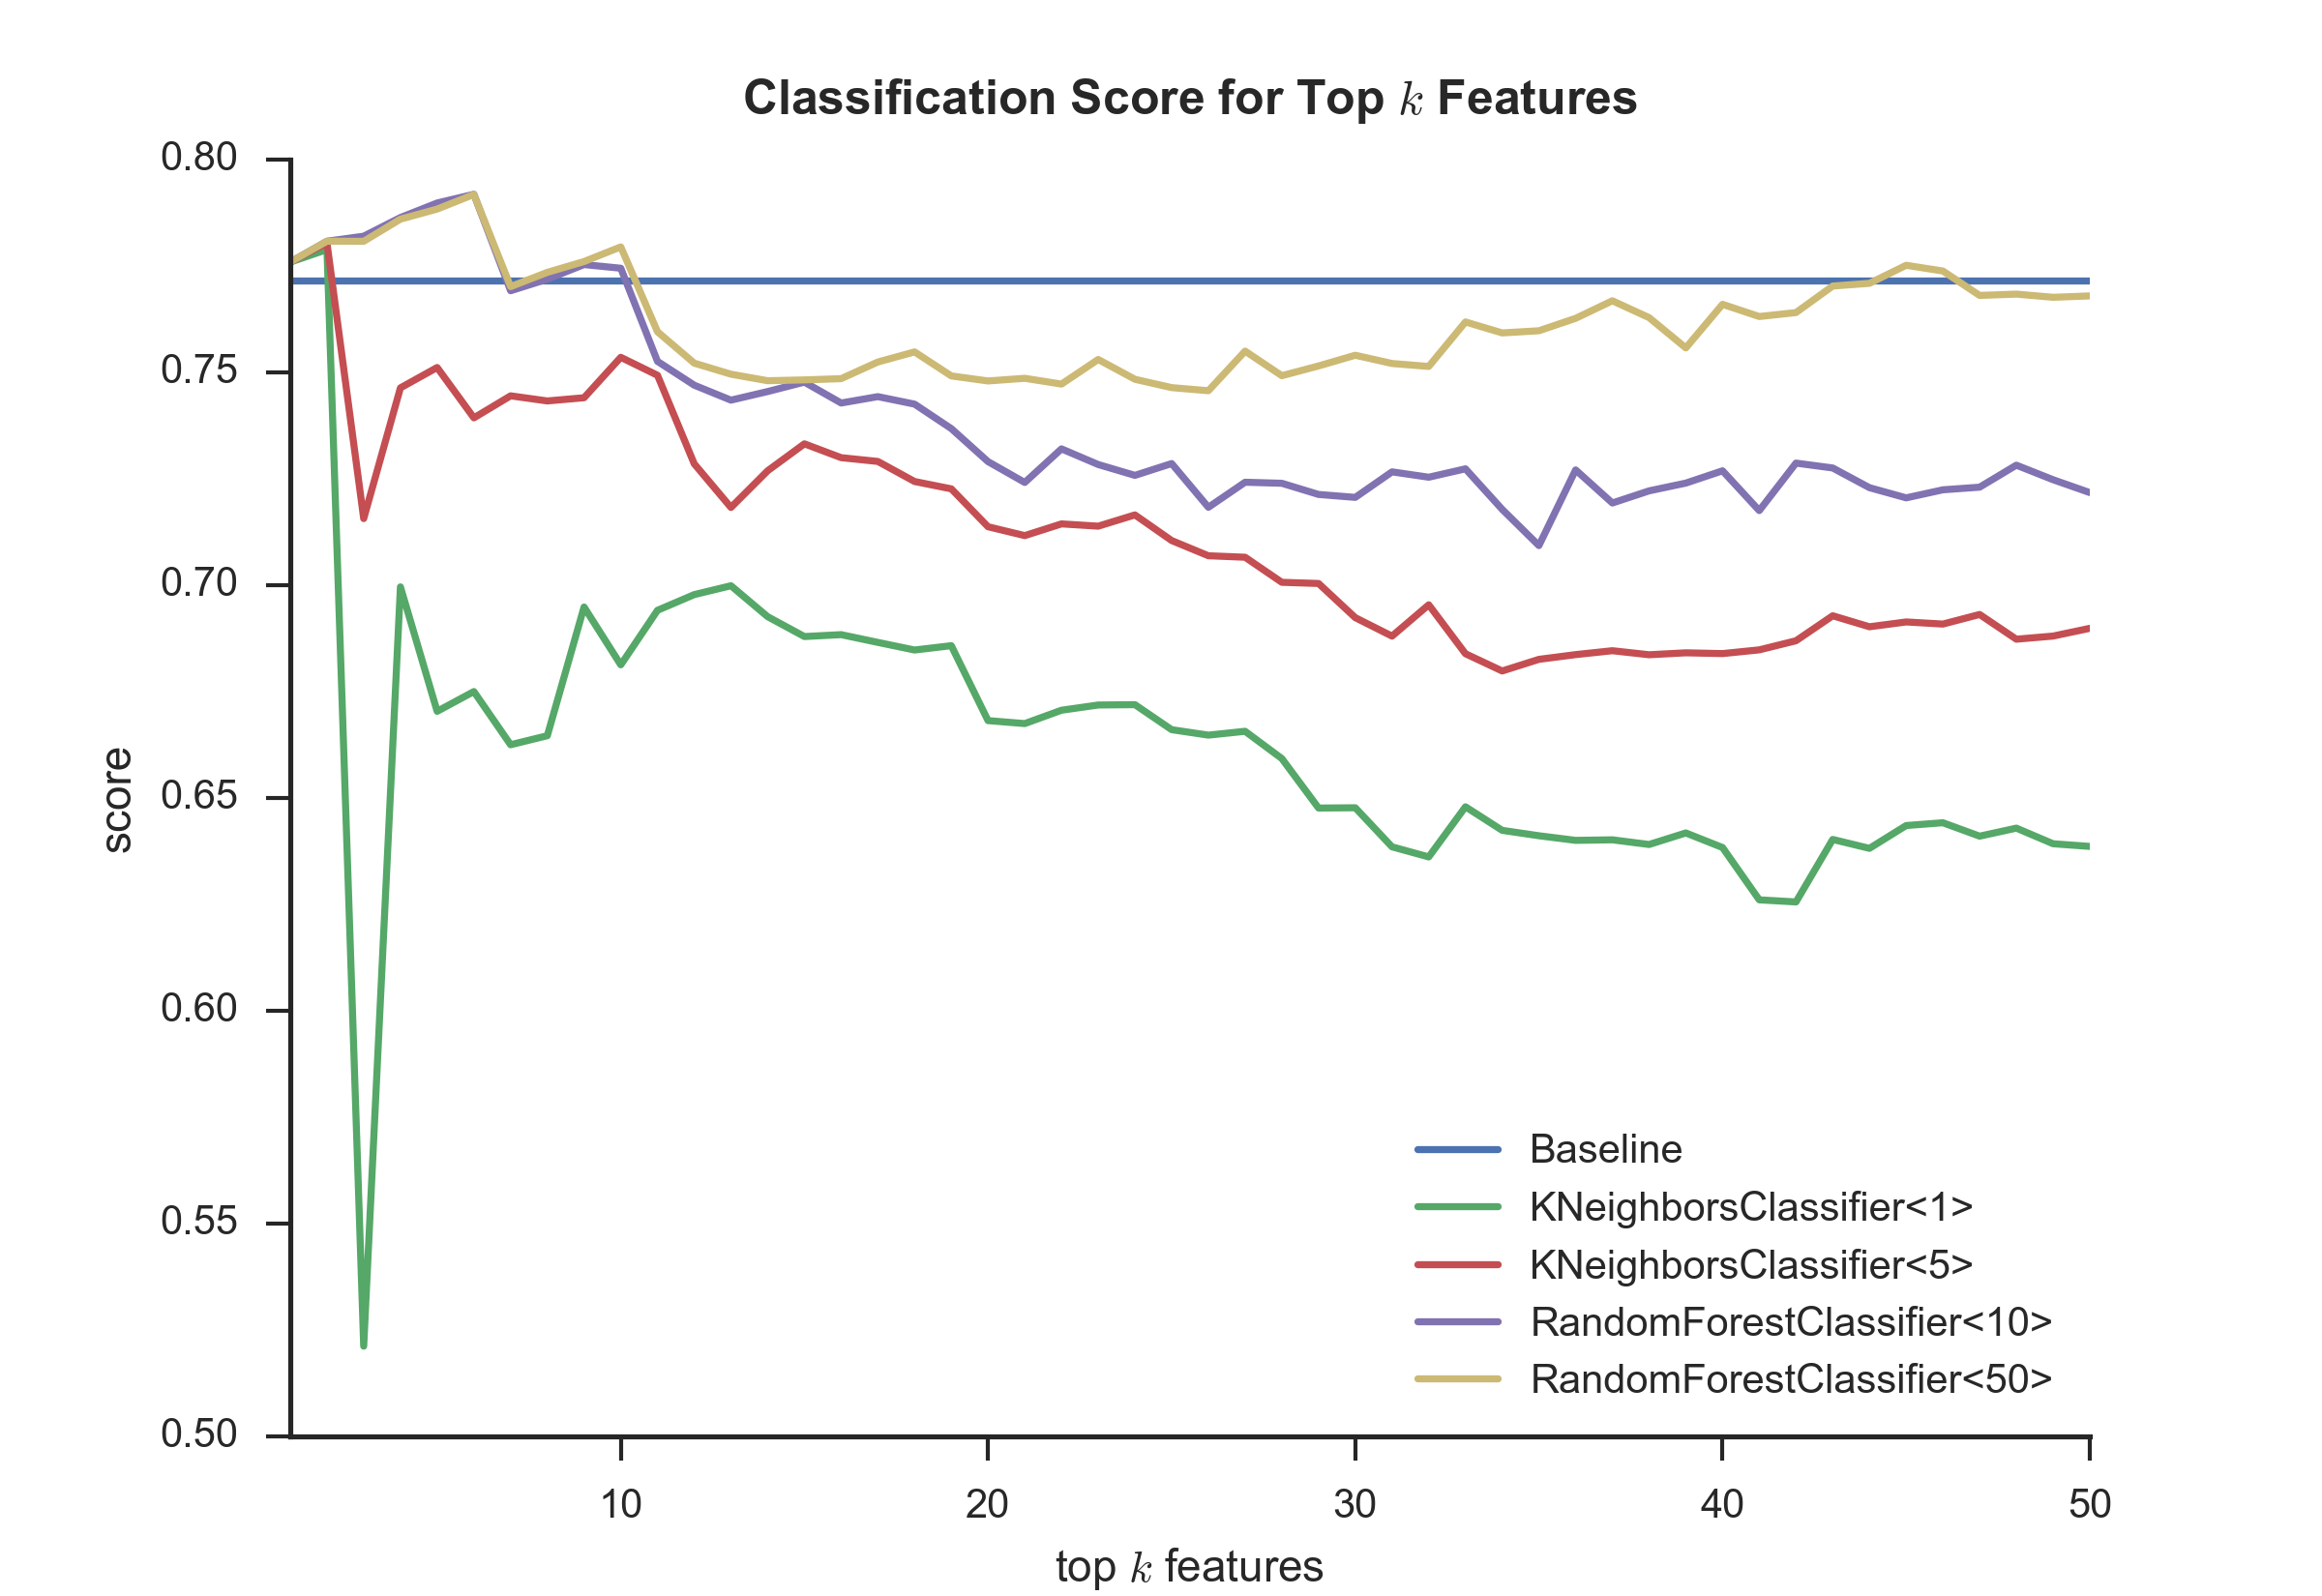 Classification Score for Top k Features
0.80
0.75
0.70
0.65
0.60
0.55
0.50
score
10 20 30 40 50
top k features
Baseline
KNeighborsClassifier<1>
KNeighborsClassifier<5>
RandomForestClassifier<10>
RandomForestClassifier<50>